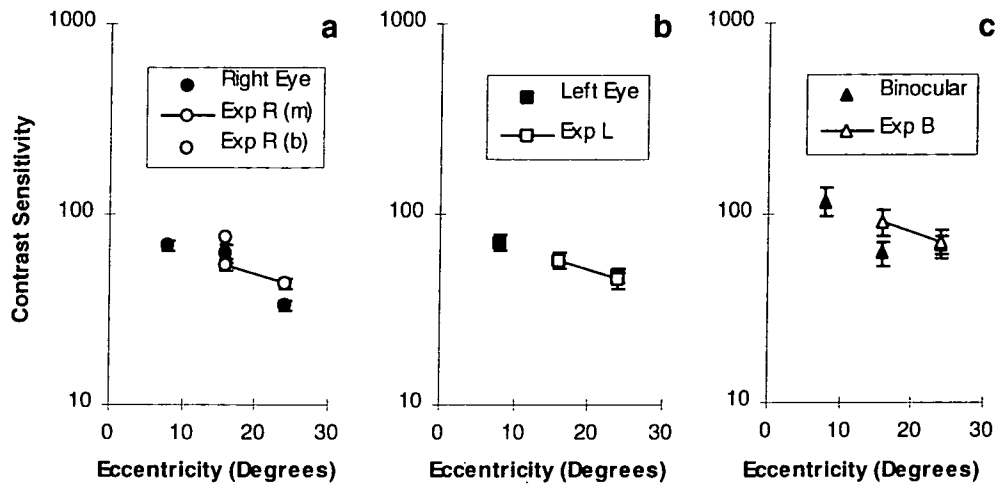 a
1000
100
10
Contrast Sensitivity
Right Eye
Exp R (m)
Exp R (b)
0 10 20 30
Eccentricity (Degrees)
b
1000
100
10
Left Eye
Exp L
0 10 20 30
Eccentricity (Degrees)
c
1000
100
10
Binocular
Exp B
0 10 20 30
Eccentricity (Degrees)